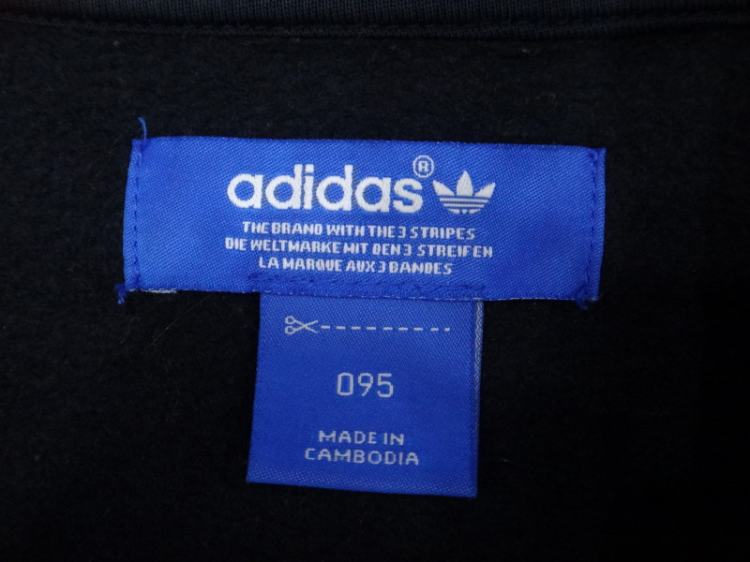 adidas®
THE BRAND WITH THE 3 STRIPES
DIE WELTMARKE MIT DEN 3 STREIFEN
LA MARQUE AUX 3 BANDES
095
MADE IN
CAMBODIA